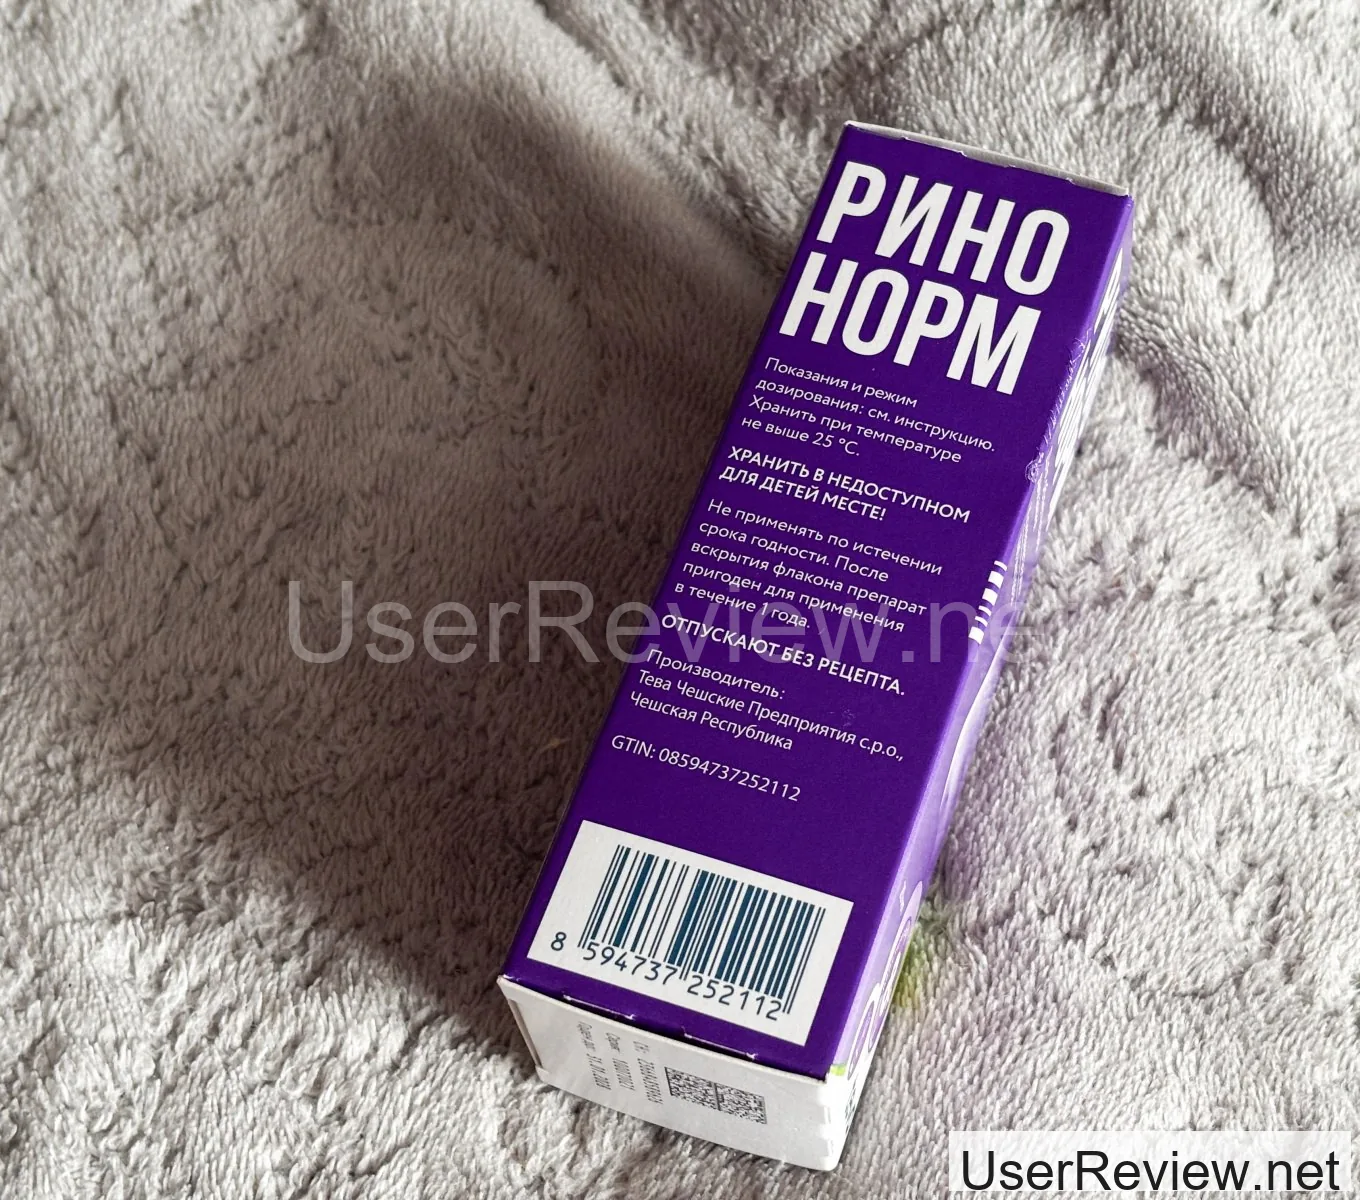 РИНО
НОРМ
Показания и режим
дозирования: см. инструкцию.
Хранить при температуре
не выше 25 °C.
ХРАНИТЬ В НЕДОСТУПНОМ
ДЛЯ ДЕТЕЙ МЕСТЕ!
Не применять по истечении
срока годности. После
вскрытия флакона препарат
пригоден для применения
в течение 1 года.
ОТПУСКАЮТ БЕЗ РЕЦЕПТА.
Производитель:
Тева Чешские Предприятия с.р.о.,
Чешская Республика
GTIN: 08594737252112
8 594737 252112
UserReview.net
UserReview.net